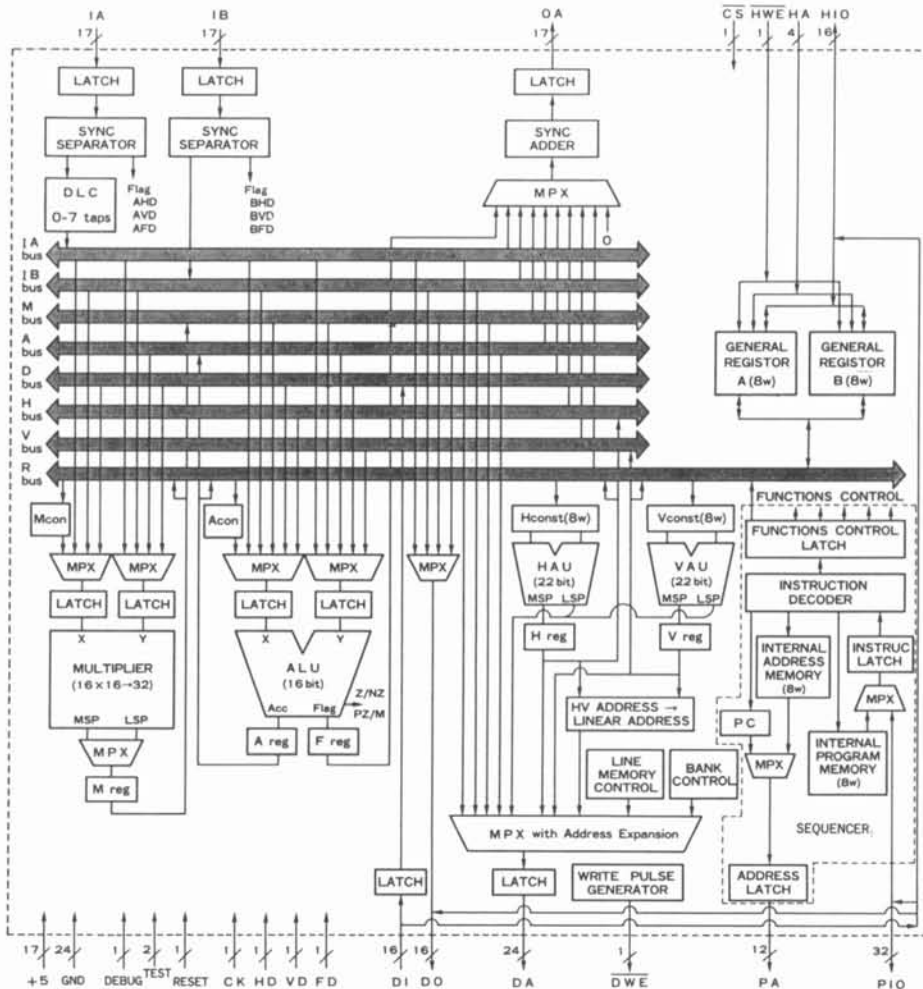 IA IB OA CS HWE HA HIO
17 17 17 1 1 4 16
LATCH LATCH LATCH
SYNC SEPARATOR SYNC SEPARATOR SYNC ADDER
DLC
0-7 taps
Flag
AHD
AVD
AFD
Flag
BHD
BVD
BFD
MPX
O
IA bus
IB bus
M bus
A bus
D bus
H bus
V bus
R bus
GENERAL REGISTOR A (8w)
GENERAL REGISTOR B (8w)
FUNCTIONS CONTROL
Mcon Acon Hconst(8w) Vconst(8w)
FUNCTIONS CONTROL LATCH
MPX MPX MPX MPX MPX
HAU (22 bit)
MSP LSP
VAU (22 bit)
MSP LSP
INSTRUCTION DECODER
LATCH LATCH LATCH LATCH
H reg V reg
INTERNAL ADDRESS MEMORY (8w)
INSTRUC LATCH
X Y X Y
MULTIPLIER
(16×16→32)
MSP LSP
ALU
(16bit)
Acc Flag
Z/NZ
PZ/M
HV ADDRESS → LINEAR ADDRESS
MPX
PC
MPX A reg F reg
LINE MEMORY CONTROL
BANK CONTROL
MPX
INTERNAL PROGRAM MEMORY (8w)
M reg
MPX with Address Expansion
SEQUENCER
LATCH LATCH
WRITE PULSE GENERATOR
ADDRESS LATCH
17 24 1 2 1 1 1 1 1 16 16 24 1 12 32
+5 GND DEBUG TEST RESET CK HD VD FD DI DO DA DWE PA PIO